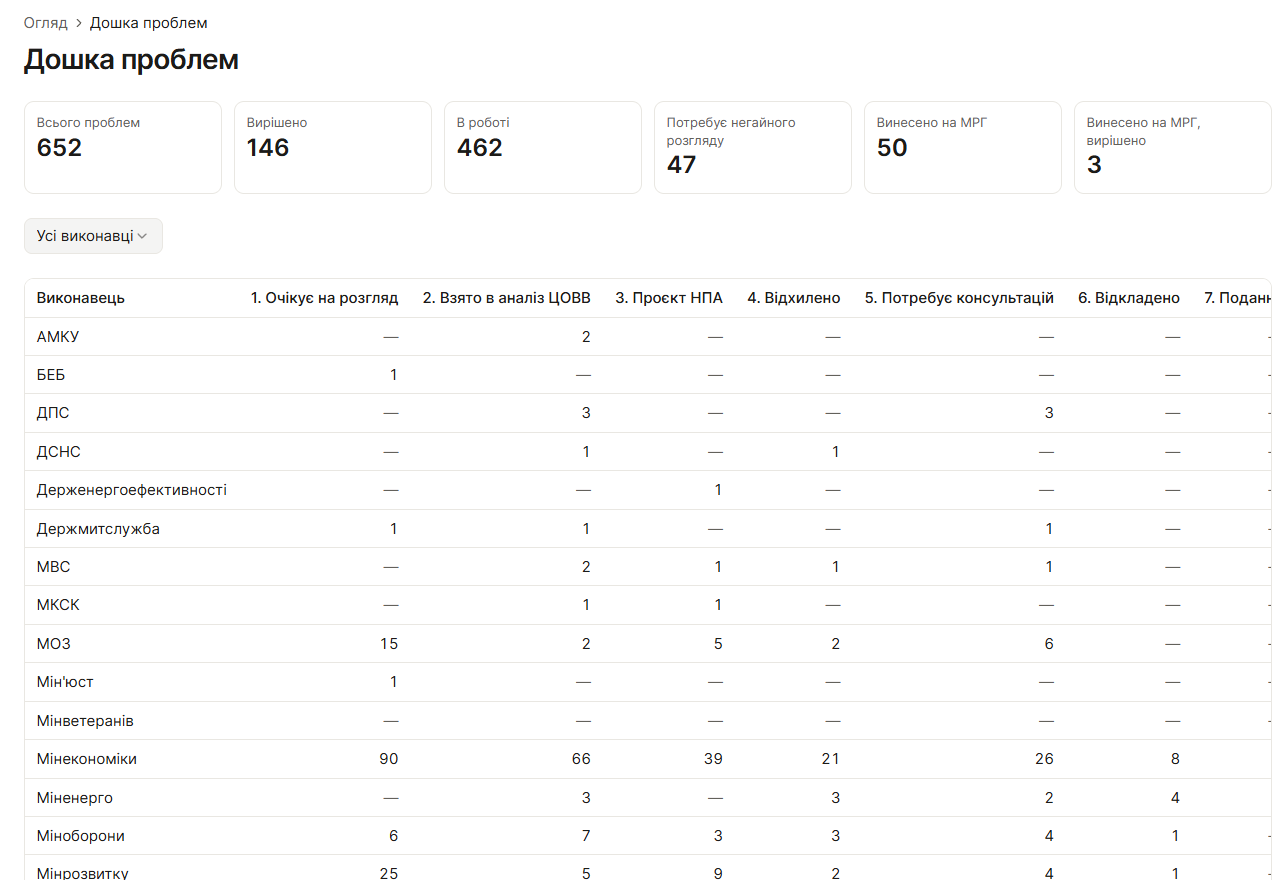 Огляд > Дошка проблем
Дошка проблем
Всього проблем
652
Вирішено
146
В роботі
462
Потребує негайного
розгляду
47
Винесено на МРГ
50
Винесено на МРГ,
вирішено
3
Усі виконавці
Виконавець 1. Очікує на розгляд 2. Взято в аналіз ЦОВВ 3. Проєкт НПА 4. Відхилено 5. Потребує консультацій 6. Відкладено 7.
АМКУ — 2 — — — —
БЕБ 1 — — — — —
ДПС — 3 — — 3 —
ДСНС — 1 — 1 — —
Держенергоефективності — — 1 — — —
Держмитслужба 1 1 — — 1 —
МВС — 2 1 1 1 —
МКСК — 1 1 — — —
МОЗ 15 2 5 2 6 —
Мін'юст 1 — — — — —
Мінветеранів — — — — — —
Мінекономіки 90 66 39 21 26 8
Міненерго — 3 — 3 2 4
Міноборони 6 7 3 3 4 1
Мінрозвитку 25 5 9 2 4 1